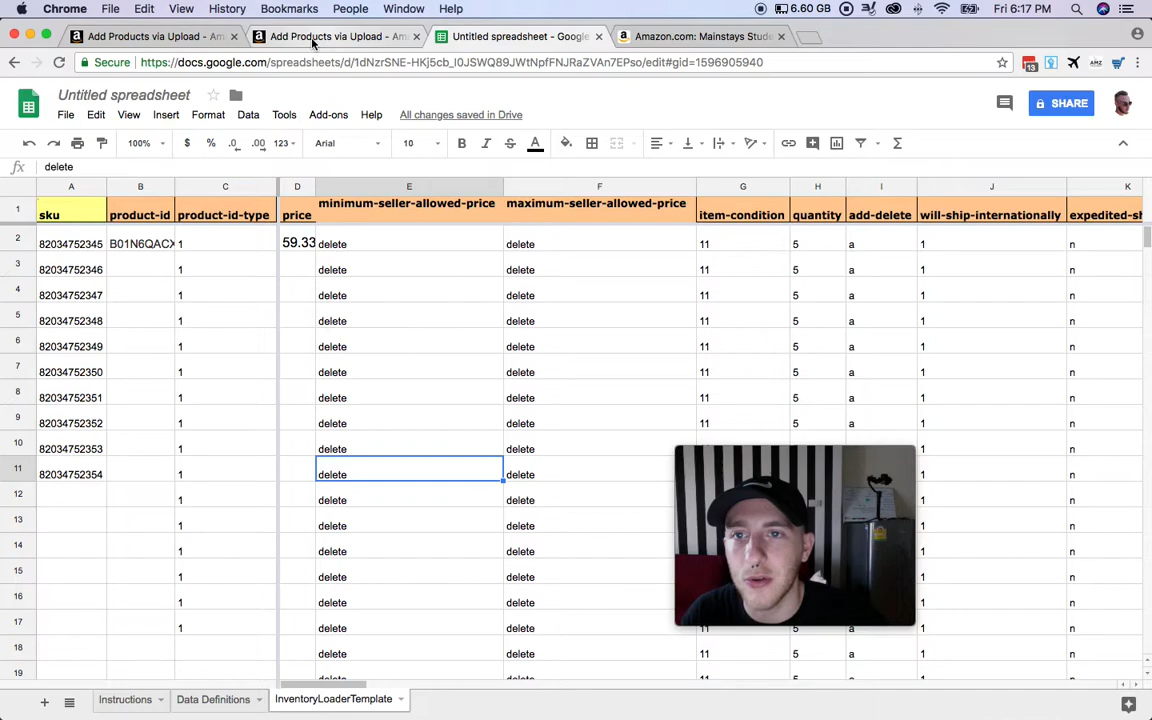 Chrome File Edit View History Bookmarks People Window Help 6.60 GB Fri 6:17 PM
Add Products via Upload - Ama Add Products via Upload - Ama Untitled spreadsheet - Google Amazon.com: Mainstays Stude
Secure https://docs.google.com/spreadsheets/d/1dNzrSNE-HKj5cb_I0JSWQ89JWtNpfFNJRaZVAn7EPso/edit#gid=1596905940 13
Untitled spreadsheet
File Edit View Insert Format Data Tools Add-ons Help All changes saved in Drive SHARE
100% $ % .0 .00 123 Arial 10 B I S A
fx delete
A B C D E F G H I J K
1 sku product-id product-id-type price minimum-seller-allowed-price maximum-seller-allowed-price item-condition quantity add-delete will-ship-internationally expedited-sh
2 82034752345 B01N6QACX 1 59.33 delete delete 11 5 a 1 n
3 82034752346 1 delete delete 11 5 a 1 n
4 82034752347 1 delete delete 11 5 a 1 n
5 82034752348 1 delete delete 11 5 a 1 n
6 82034752349 1 delete delete 11 5 a 1 n
7 82034752350 1 delete delete 11 5 a 1 n
8 82034752351 1 delete delete 11 5 a 1 n
9 82034752352 1 delete delete 11 5 a 1 n
10 82034752353 1 delete delete 1 n
11 82034752354 1 delete delete 1 n
12 1 delete delete 1 n
13 1 delete delete 1 n
14 1 delete delete 1 n
15 1 delete delete 1 n
16 1 delete delete 1 n
17 1 delete delete 11 5 a 1 n
18 delete delete 11 5 a 1 n
19
Instructions Data Definitions InventoryLoaderTemplate